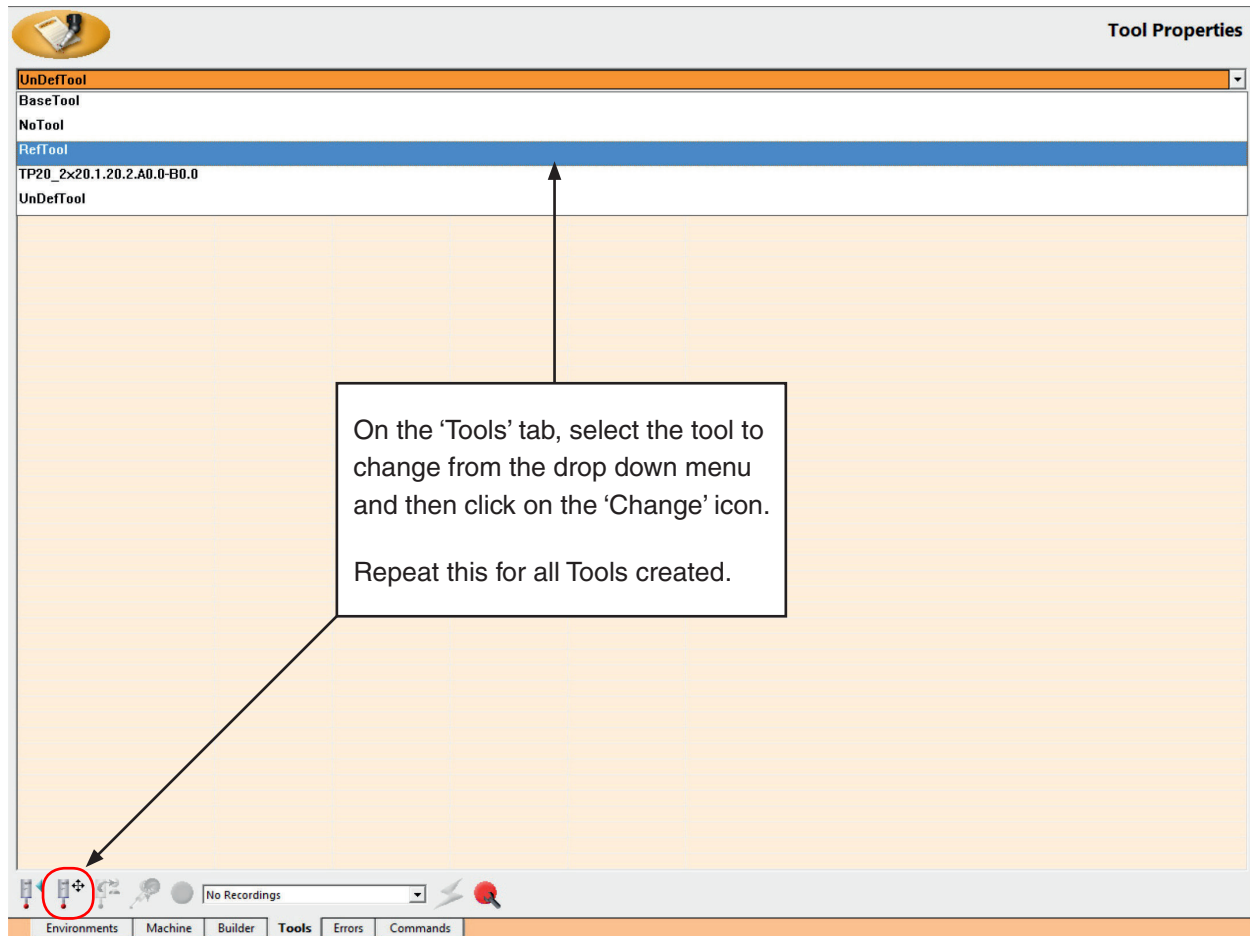 Tool Properties
UnDefTool
BaseTool
NoTool
RefTool
TP20_2x20.1.20.2.A0.0-B0.0
UnDefTool
On the ‘Tools’ tab, select the tool to
change from the drop down menu
and then click on the ‘Change’ icon.
Repeat this for all Tools created.
No Recordings
Environments Machine Builder Tools Errors Commands